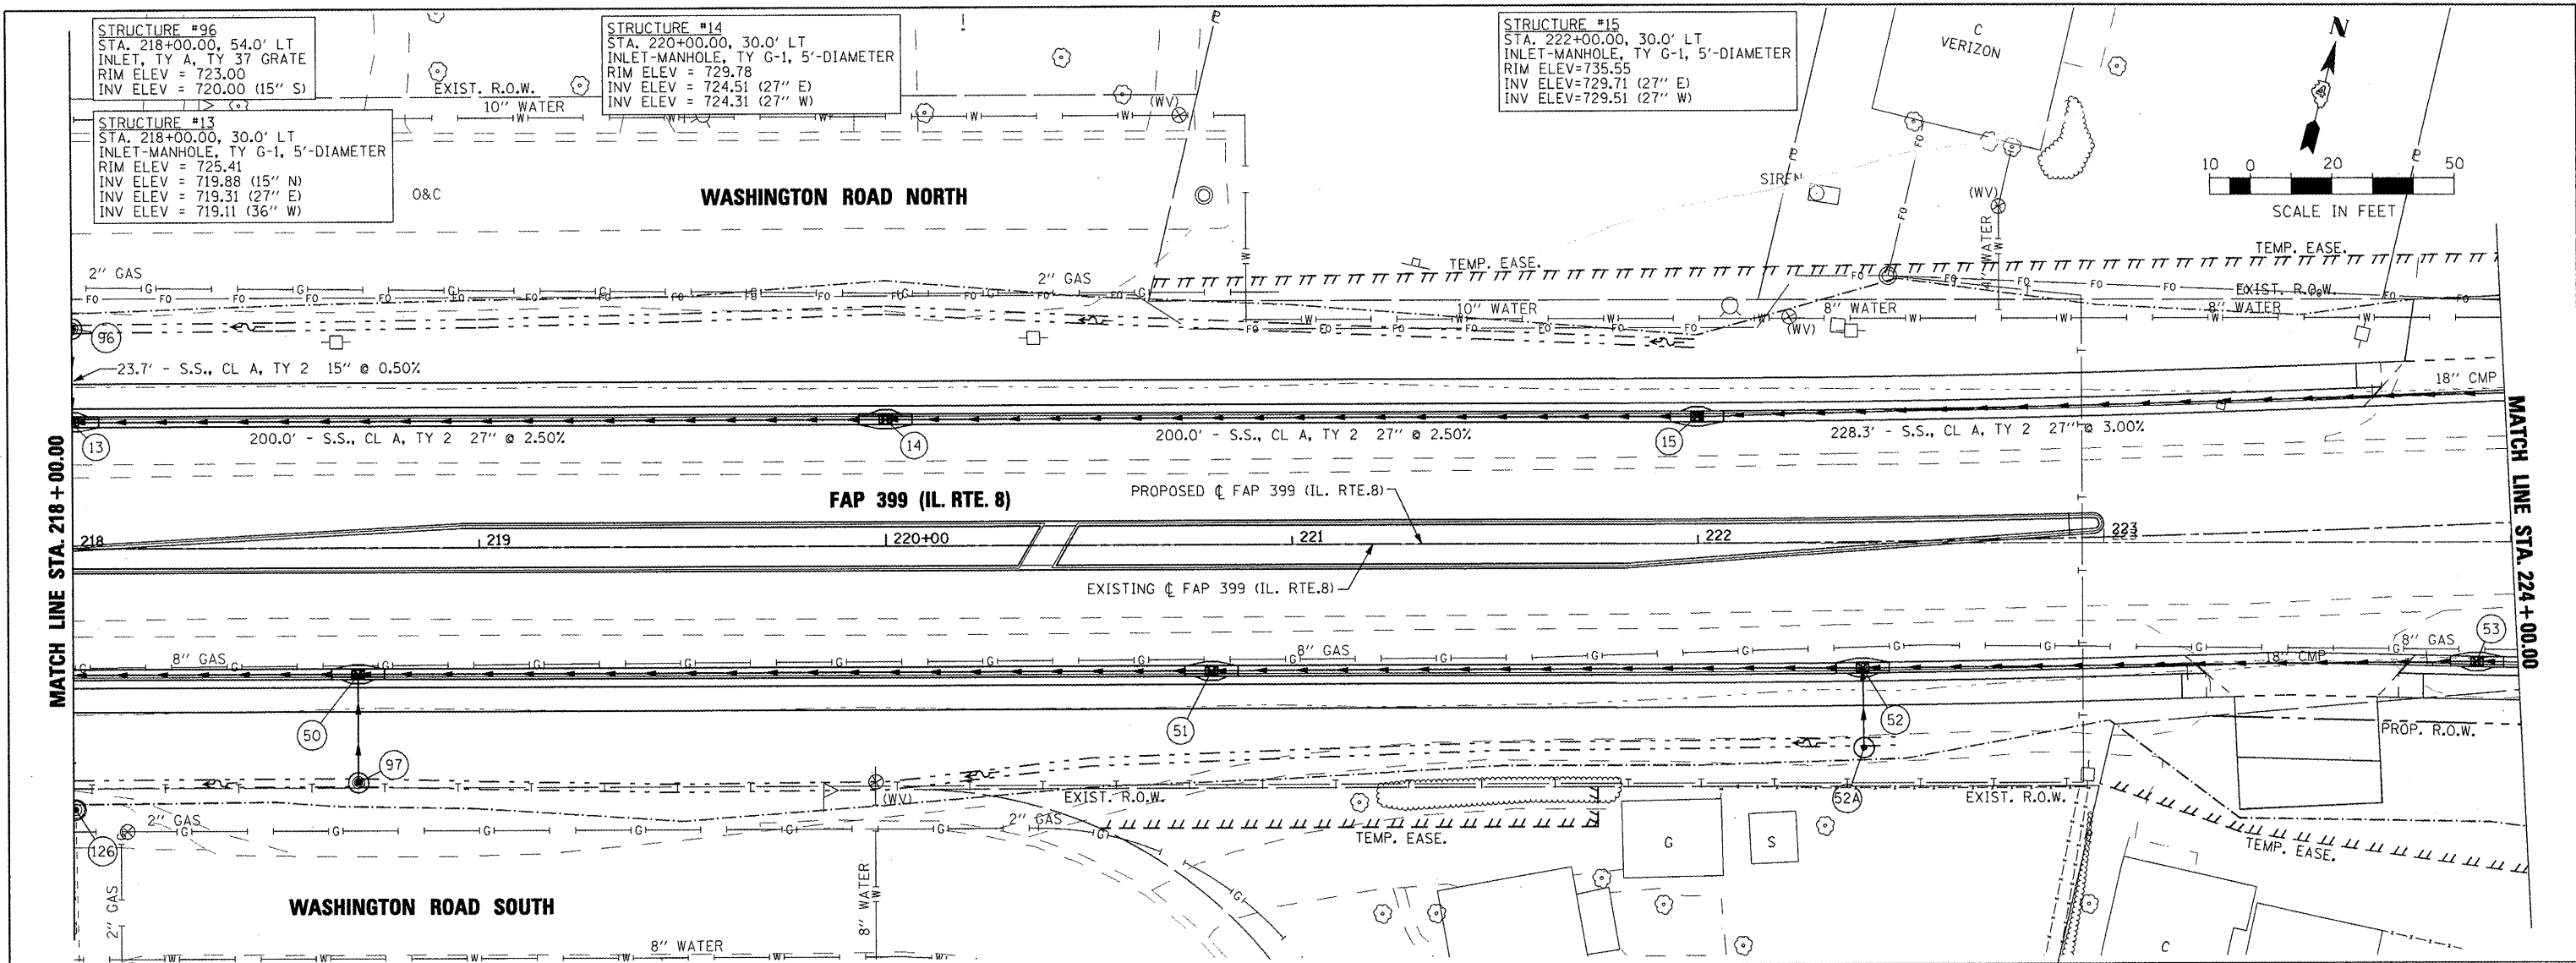 STRUCTURE #96
STA. 218+00.00, 54.0' LT
INLET, TY A, TY 37 GRATE
RIM ELEV = 723.00
INV ELEV = 720.00 (15" S)
STRUCTURE #13
STA. 218+00.00, 30.0' LT
INLET-MANHOLE, TY G-1, 5'-DIAMETER
RIM ELEV = 725.41
INV ELEV = 719.88 (15" N)
INV ELEV = 719.31 (27" E)
INV ELEV = 719.11 (36" W)
STRUCTURE #14
STA. 220+00.00, 30.0' LT
INLET-MANHOLE, TY G-1, 5'-DIAMETER
RIM ELEV = 729.78
INV ELEV = 724.51 (27" E)
INV ELEV = 724.31 (27" W)
STRUCTURE #15
STA. 222+00.00, 30.0' LT
INLET-MANHOLE, TY G-1, 5'-DIAMETER
RIM ELEV=735.55
INV ELEV=729.71 (27" E)
INV ELEV=729.51 (27" W)
C
VERIZON
N
10 0 20 50
SCALE IN FEET
EXIST. R.O.W.
10" WATER
(WV)
O&C
WASHINGTON ROAD NORTH
SIREN
(WV)
4" WATER
TEMP. EASE.
TEMP. EASE.
2" GAS
2" GAS
EXIST. R.O.W.
10" WATER
8" WATER
8" WATER
(WV)
96
23.7' - S.S., CL A, TY 2 15" @ 0.50%
18" CMP
13
200.0' - S.S., CL A, TY 2 27" @ 2.50%
14
200.0' - S.S., CL A, TY 2 27" @ 2.50%
15
228.3' - S.S., CL A, TY 2 27" @ 3.00%
MATCH LINE STA. 218+00.00
MATCH LINE STA. 224+00.00
FAP 399 (IL. RTE. 8)
PROPOSED ℄ FAP 399 (IL. RTE.8)
218
219
220+00
221
222
223
223
EXISTING ℄ FAP 399 (IL. RTE.8)
8" GAS
8" GAS
8" GAS
18" CMP
53
50
51
52
97
PROP. R.O.W.
(WV)
EXIST. R.O.W.
52A
EXIST. R.O.W.
2" GAS
2" GAS
TEMP. EASE.
126
G
S
TEMP. EASE.
2" GAS
WASHINGTON ROAD SOUTH
8" WATER
8" WATER
C